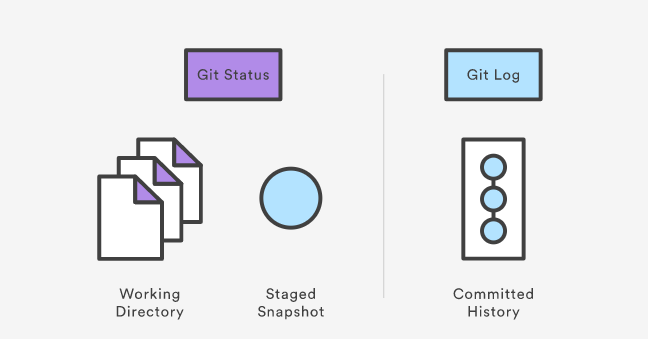 Git Status
Git Log
Working
Directory
Staged
Snapshot
Committed
History